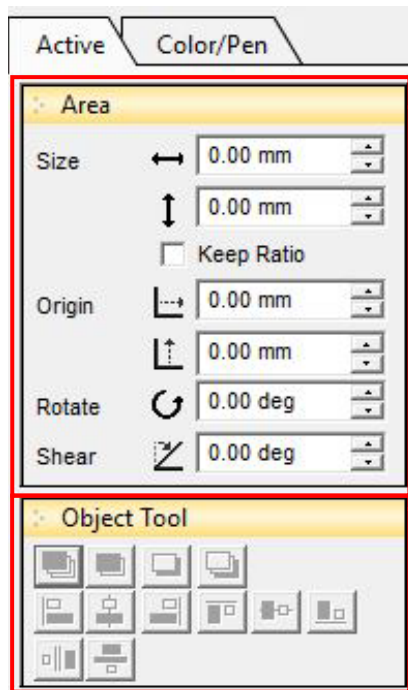 Active Color/Pen
Area
Size 0.00 mm
0.00 mm
Keep Ratio
Origin 0.00 mm
0.00 mm
Rotate 0.00 deg
Shear 0.00 deg
Object Tool